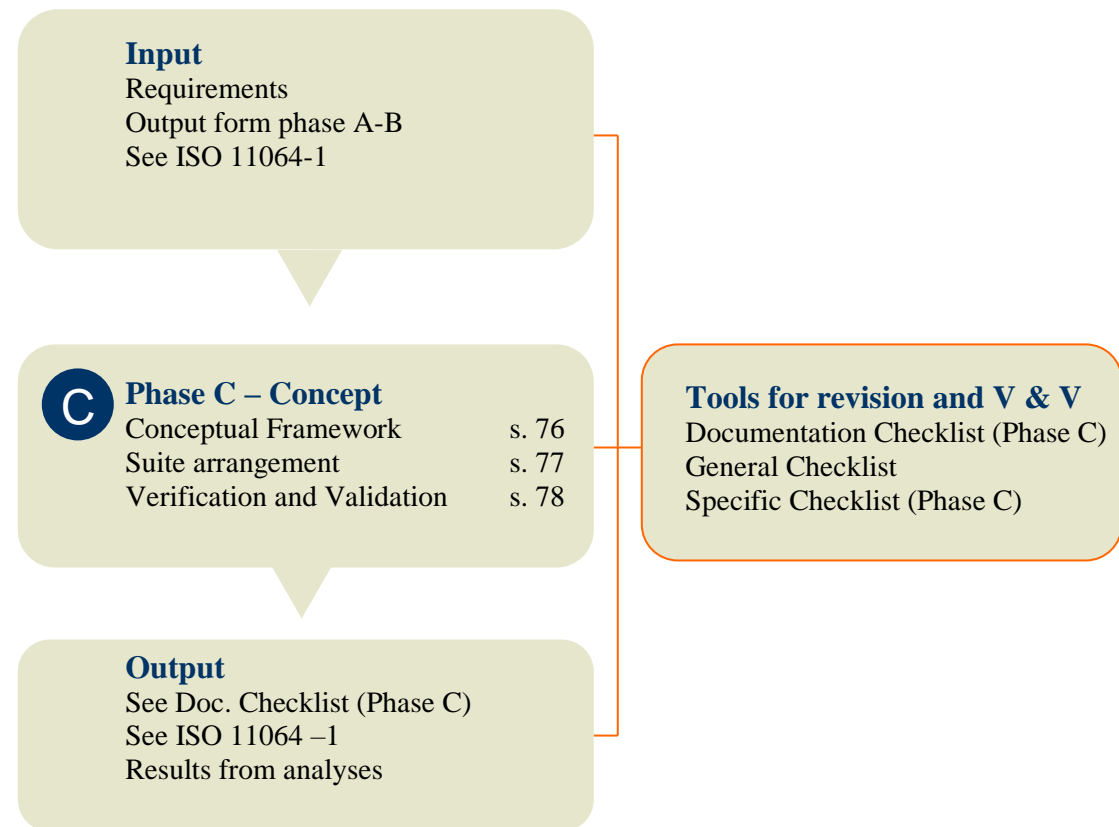 Input
Requirements
Output form phase A-B
See ISO 11064-1
C
Phase C – Concept
Conceptual Framework s. 76
Suite arrangement s. 77
Verification and Validation s. 78
Tools for revision and V & V
Documentation Checklist (Phase C)
General Checklist
Specific Checklist (Phase C)
Output
See Doc. Checklist (Phase C)
See ISO 11064 –1
Results from analyses